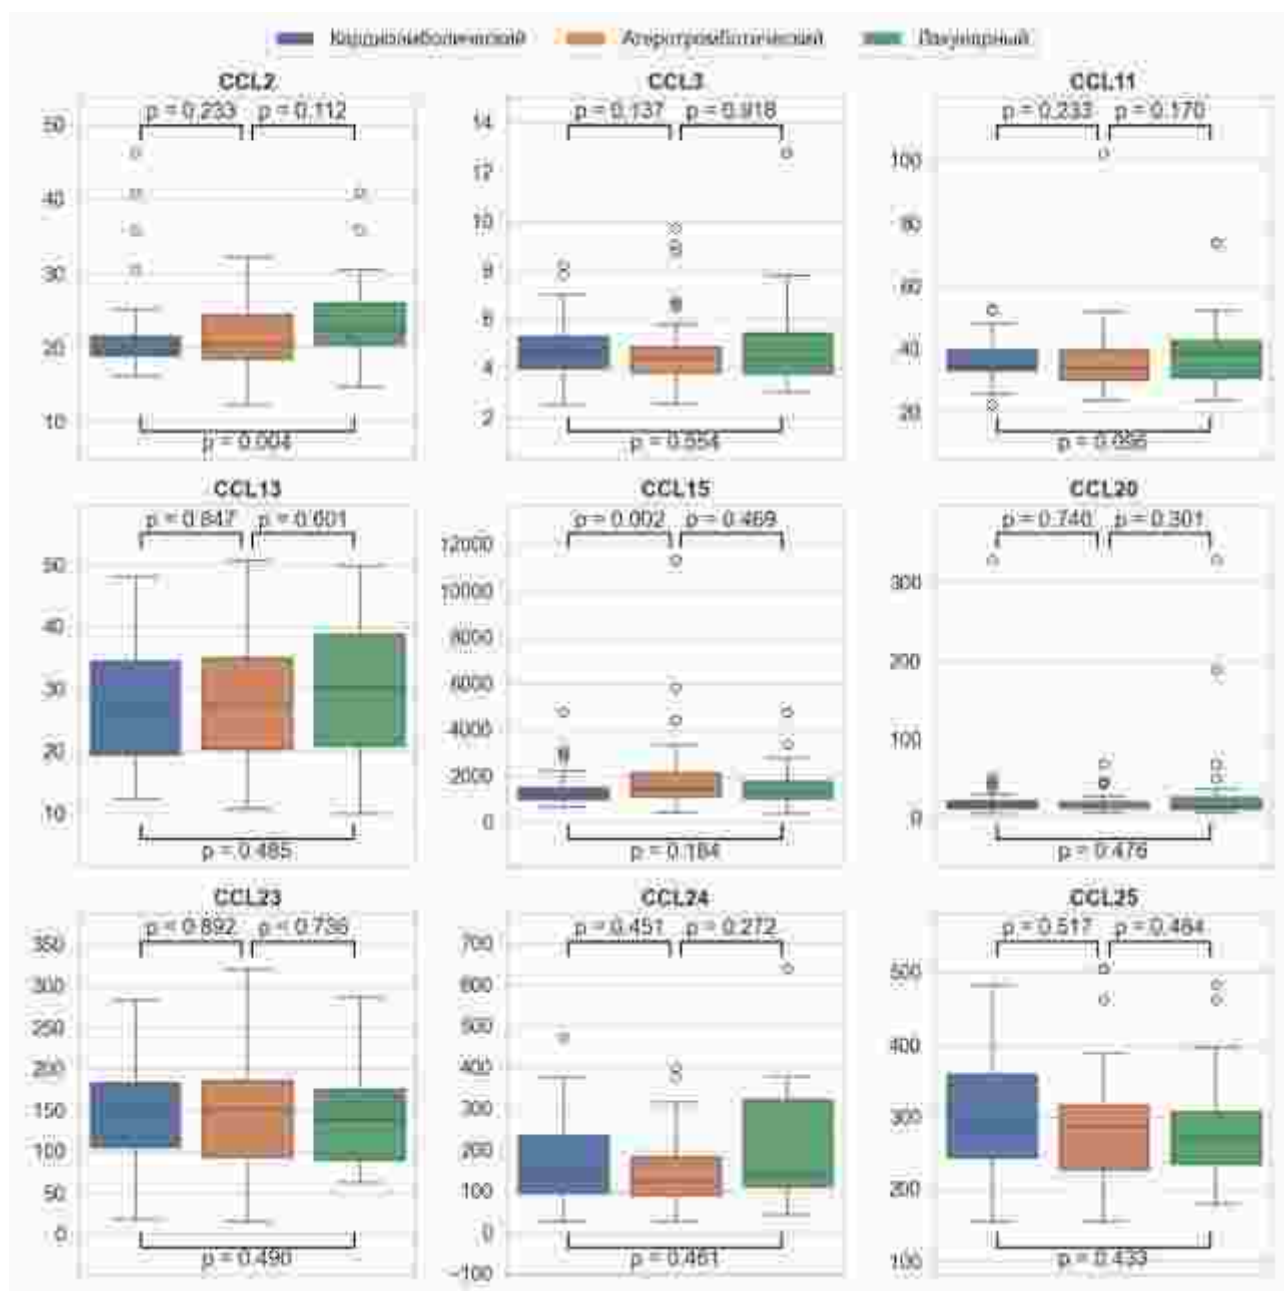 Кардиоэмболический Атеротромботический Лакунарный
CCL2 CCL3 CCL11
p = 0.233 p = 0.112 p = 0.137 p = 0.918 p = 0.233 p = 0.170
50 40 30 20 10
14 12 10 8 6 4 2
100 80 60 40 20
p = 0.004 p = 0.554
CCL13 CCL15 CCL20
p = 0.847 p = 0.601 p = 0.002 p = 0.469 p = 0.740 p = 0.301
50 40 30 20 10
12000 10000 8000 6000 4000 2000 0
300 200 100 0
p = 0.485 p = 0.184 p = 0.476
CCL23 CCL24 CCL25
p = 0.892 p = 0.736 p = 0.451 p = 0.272 p = 0.517 p = 0.484
350 300 250 200 150 100 50 0
700 600 500 400 300 200 100 0 −100
500 400 300 200 100
p = 0.490 p = 0.461 p = 0.433